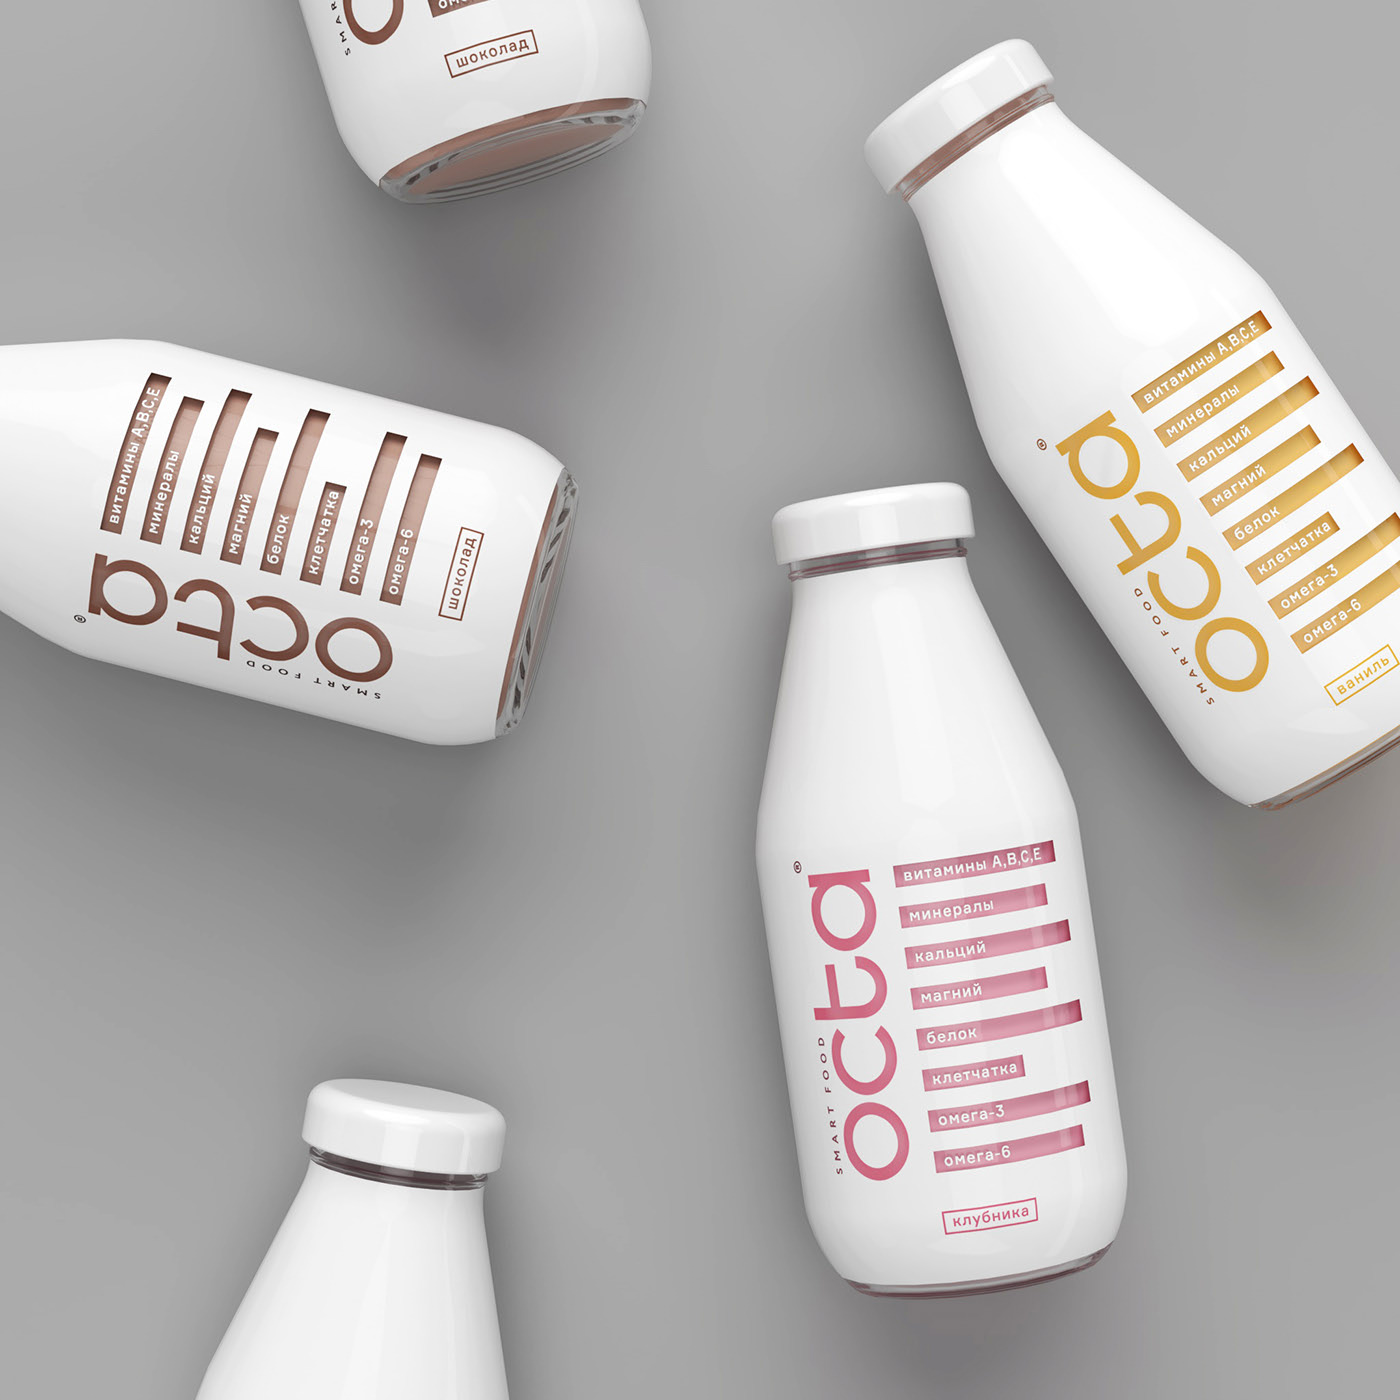 SMA
оме
шоколад
octa
®
SMART FOOD
витамины А,В,С,Е
минералы
кальций
магний
белок
клетчатка
омега-3
омега-6
шоколад
octa
®
SMART FOOD
витамины А,В,С,Е
минералы
кальций
магний
белок
клетчатка
омега-3
омега-6
ваниль
octa
®
SMART FOOD
витамины А,В,С,Е
минералы
кальций
магний
белок
клетчатка
омега-3
омега-6
клубника